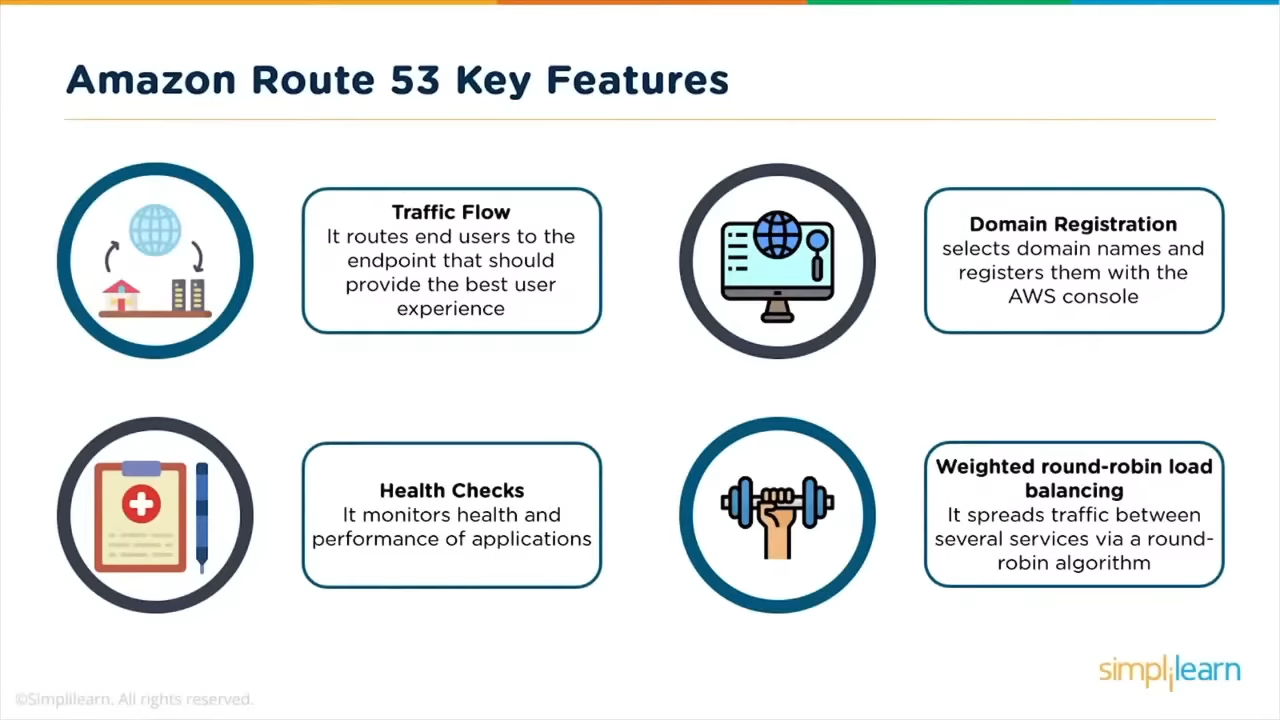 Amazon Route 53 Key Features
Traffic Flow
It routes end users to the
endpoint that should
provide the best user
experience
Domain Registration
selects domain names and
registers them with the
AWS console
Health Checks
It monitors health and
performance of applications
Weighted round-robin load
balancing
It spreads traffic between
several services via a round-
robin algorithm
simplilearn
©Simplilearn. All rights reserved.